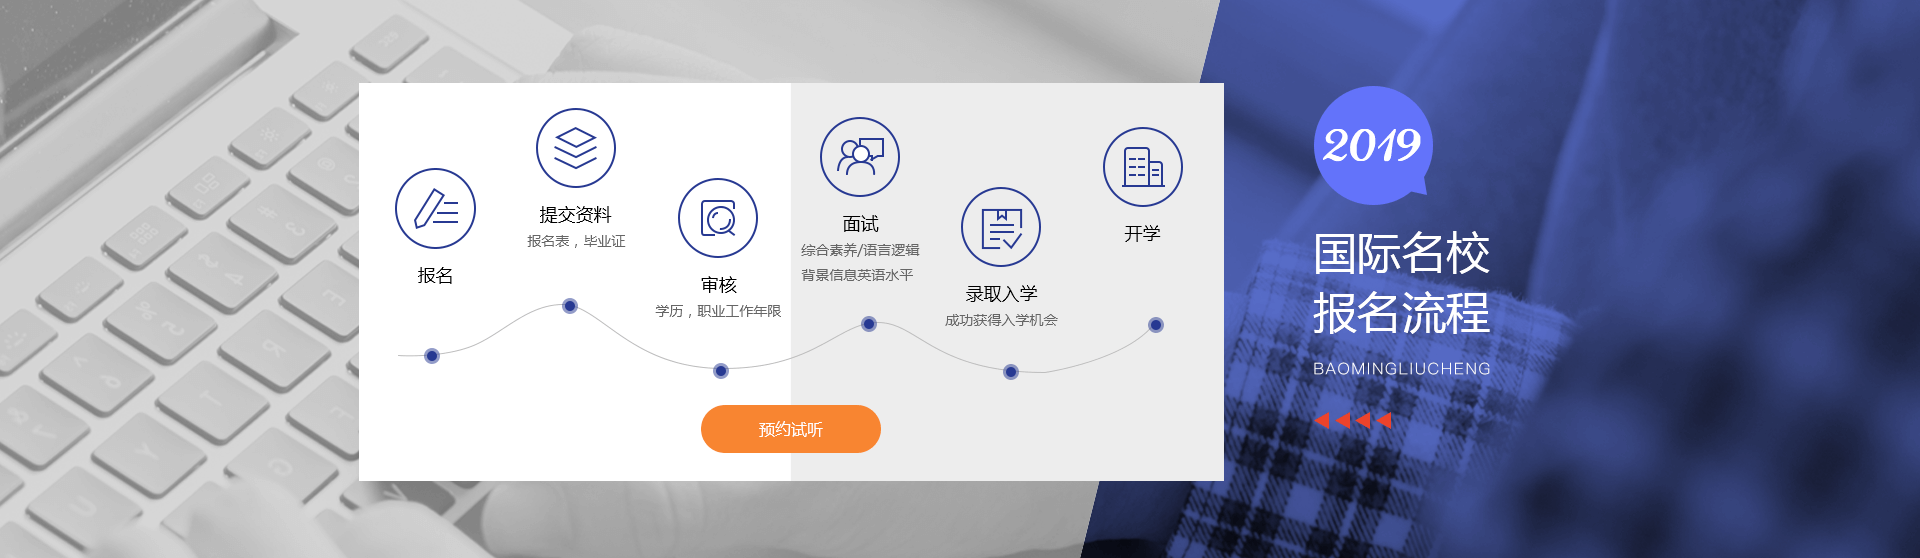 报名
提交资料
报名表，毕业证
审核
学历，职业工作年限
面试
综合素养/语言逻辑
背景信息英语水平
录取入学
成功获得入学机会
开学
预约试听
2019
国际名校
报名流程
BAOMINGLIUCHENG